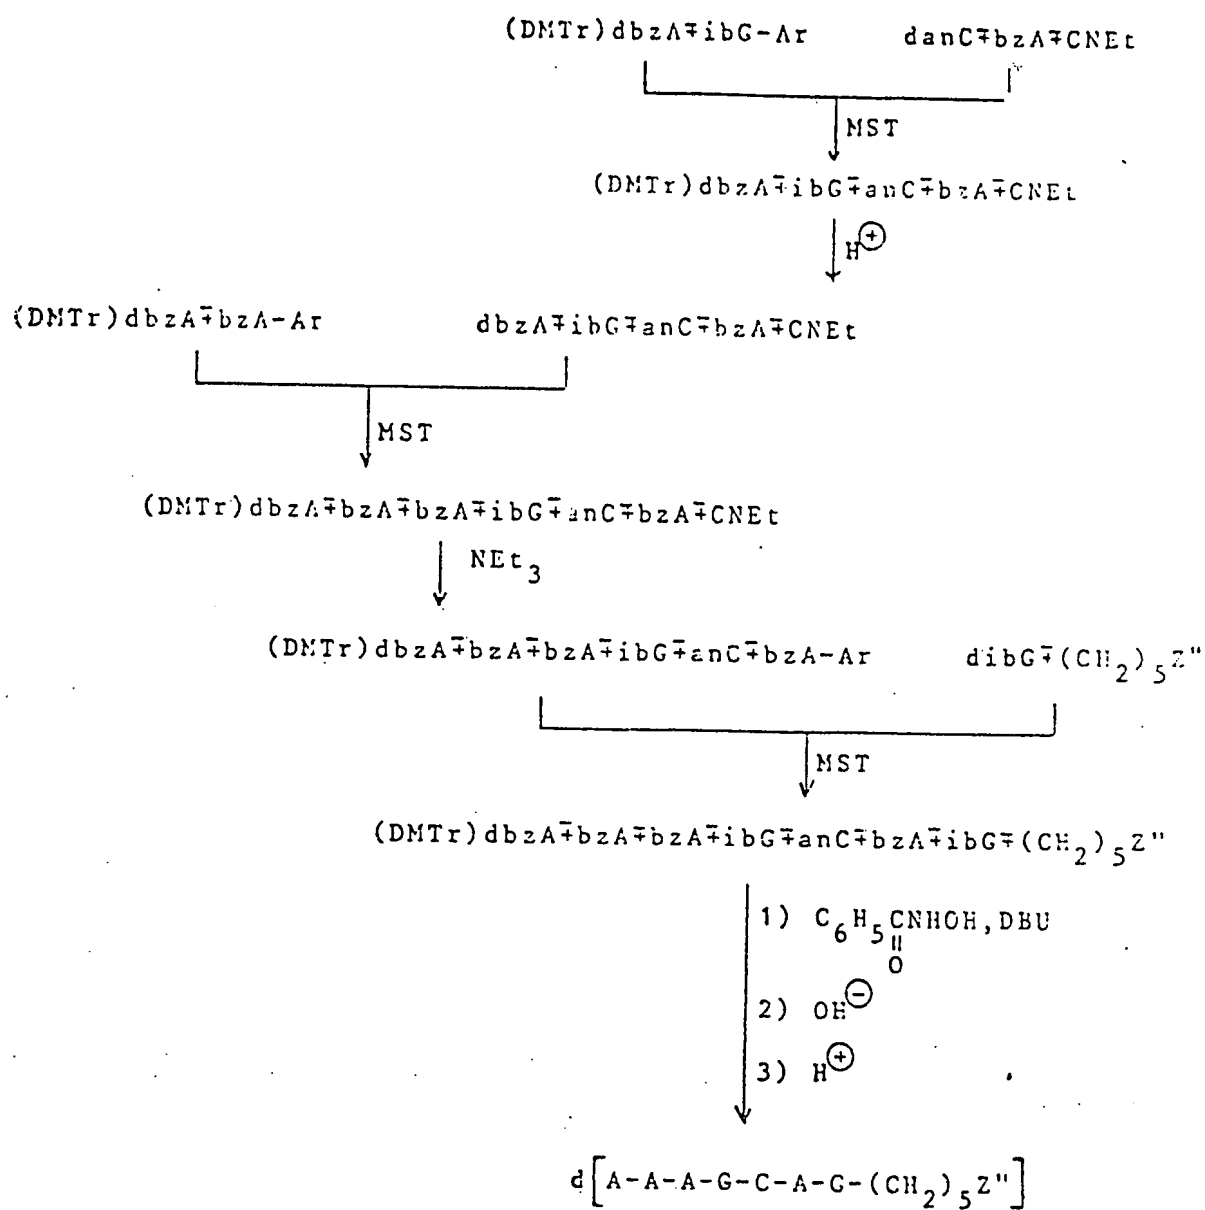 (DMTr)dbzA∓ibG-Ar danC∓bzA∓CNEt
MST
(DMTr)dbzA∓ibG∓anC∓bzA∓CNEt
H⊕
(DMTr)dbzA∓bzA-Ar dbzA∓ibG∓anC∓bzA∓CNEt
MST
(DMTr)dbzA∓bzA∓bzA∓ibG∓anC∓bzA∓CNEt
NEt₃
(DMTr)dbzA∓bzA∓bzA∓ibG∓anC∓bzA-Ar dibG∓(CH₂)₅Z"
MST
(DMTr)dbzA∓bzA∓bzA∓ibG∓anC∓bzA∓ibG∓(CH₂)₅Z"
1) C₆H₅CNHOH,DBU
O
2) OH⊖
3) H⊕
d[A-A-A-G-C-A-G-(CH₂)₅Z"]